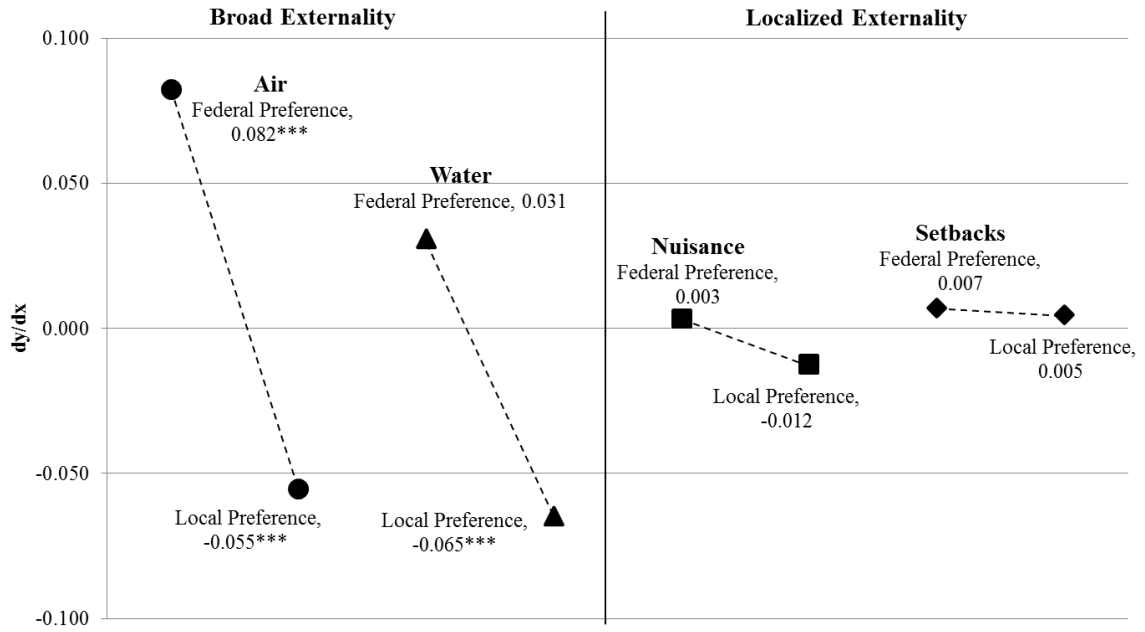 Broad Externality
Localized Externality
0.100
0.050
0.000
-0.050
-0.100
dy/dx
Air
Federal Preference,
0.082***
Local Preference,
-0.055***
Water
Federal Preference, 0.031
Local Preference,
-0.065***
Nuisance
Federal Preference,
0.003
Local Preference,
-0.012
Setbacks
Federal Preference,
0.007
Local Preference,
0.005